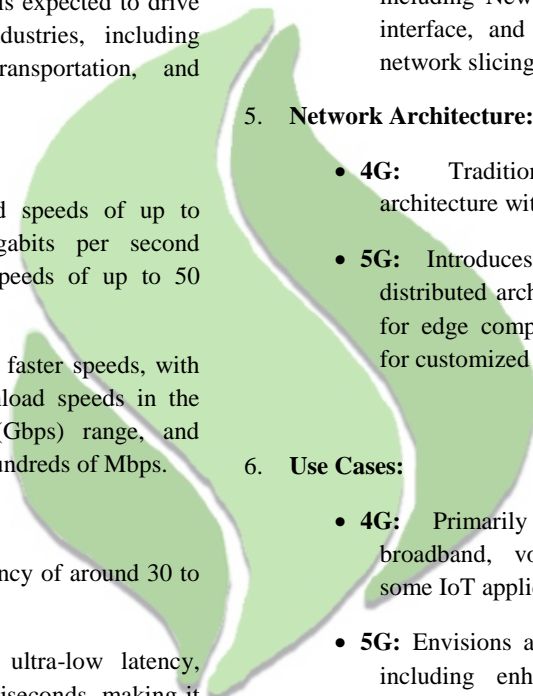 is expected to drive
dustries, including
ransportation, and
d speeds of up to
gabits per second
peeds of up to 50
faster speeds, with
load speeds in the
(Gbps) range, and
undreds of Mbps.
ncy of around 30 to
ultra-low latency,
iseconds, making it
including New
interface, and
network slicing
5. Network Architecture:
• 4G: Tradition
architecture wit
• 5G: Introduces
distributed arch
for edge comp
for customized
6. Use Cases:
• 4G: Primarily
broadband, vo
some IoT applic
• 5G: Envisions a
including enh